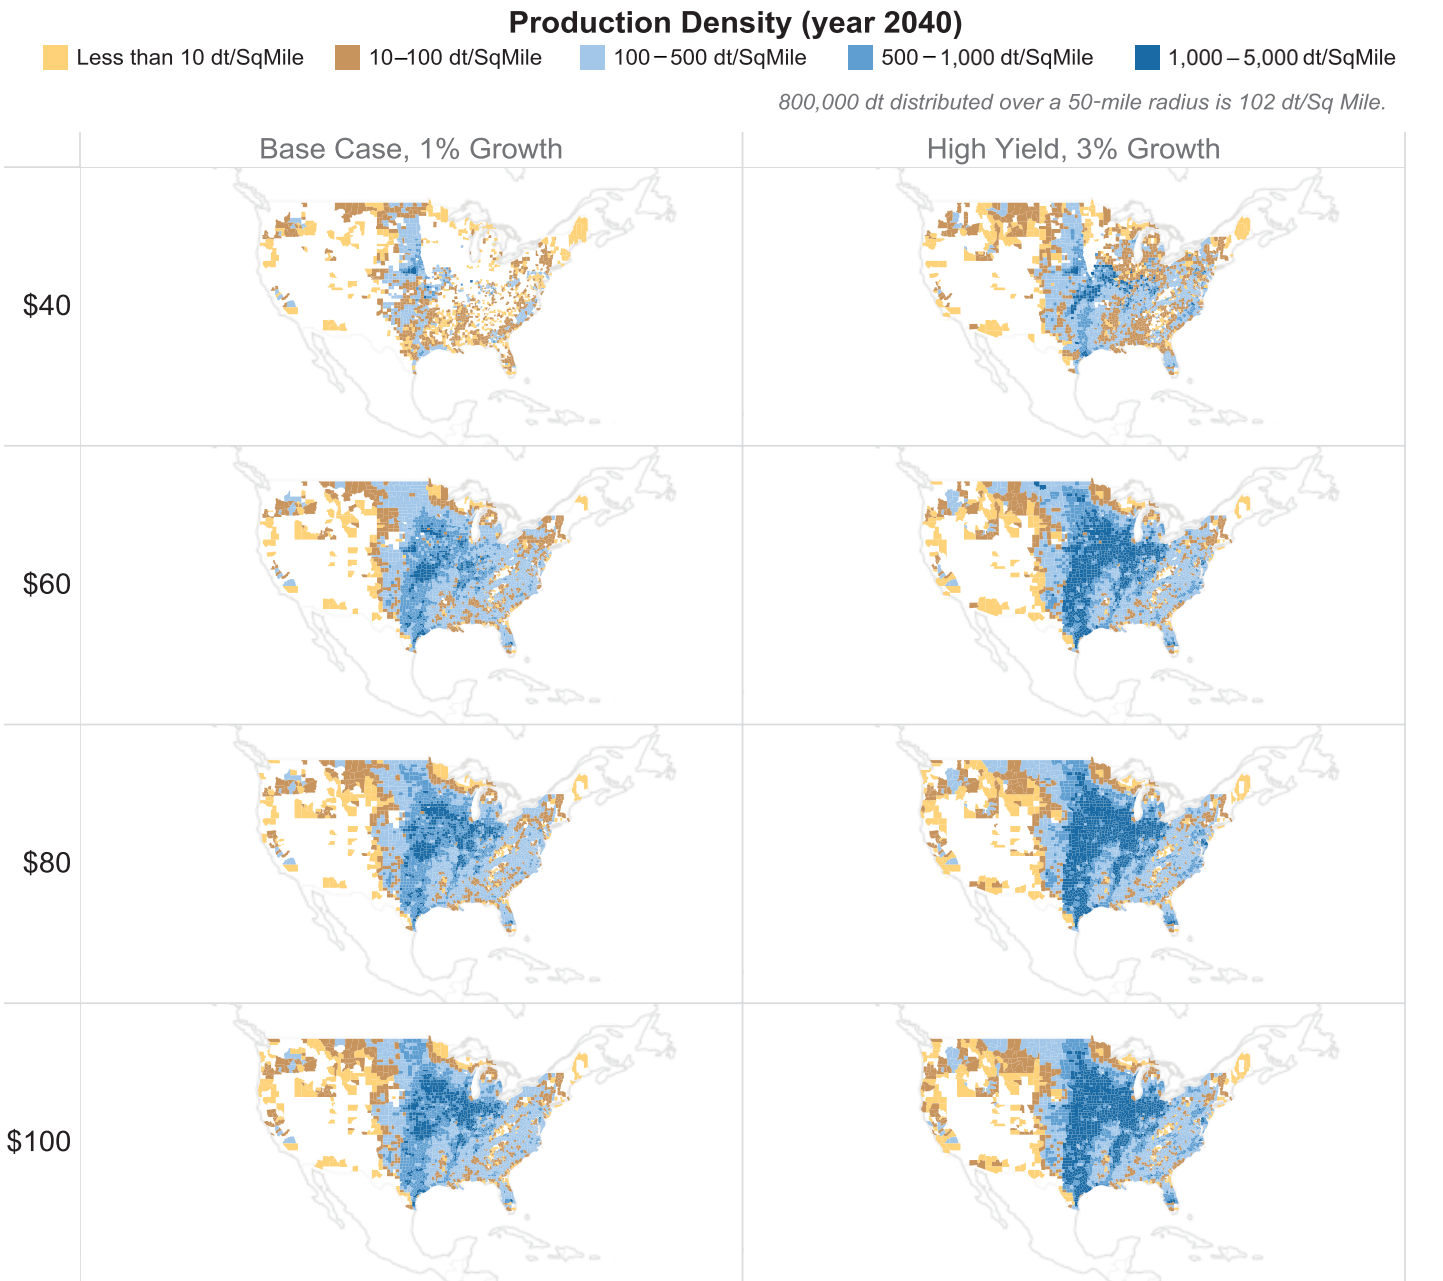 Production Density (year 2040)
Less than 10 dt/SqMile 10–100 dt/SqMile 100–500 dt/SqMile 500–1,000 dt/SqMile 1,000–5,000 dt/SqMile
800,000 dt distributed over a 50-mile radius is 102 dt/Sq Mile.
Base Case, 1% Growth High Yield, 3% Growth
$40
$60
$80
$100